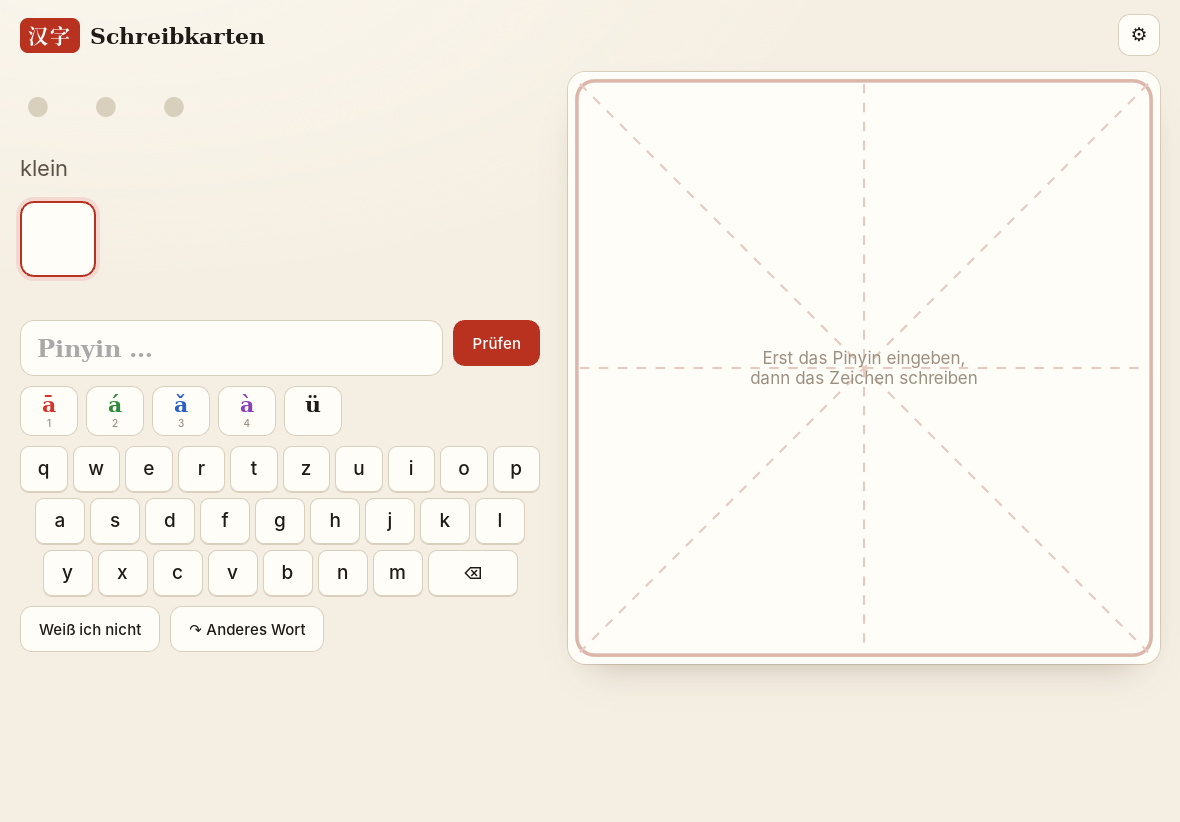 汉字 Schreibkarten
⚙
klein
Pinyin ...
Prüfen
ā á ǎ à ü
1 2 3 4
q w e r t z u i o p
a s d f g h j k l
y x c v b n m ⌫
Weiß ich nicht
↷ Anderes Wort
Erst das Pinyin eingeben,
dann das Zeichen schreiben